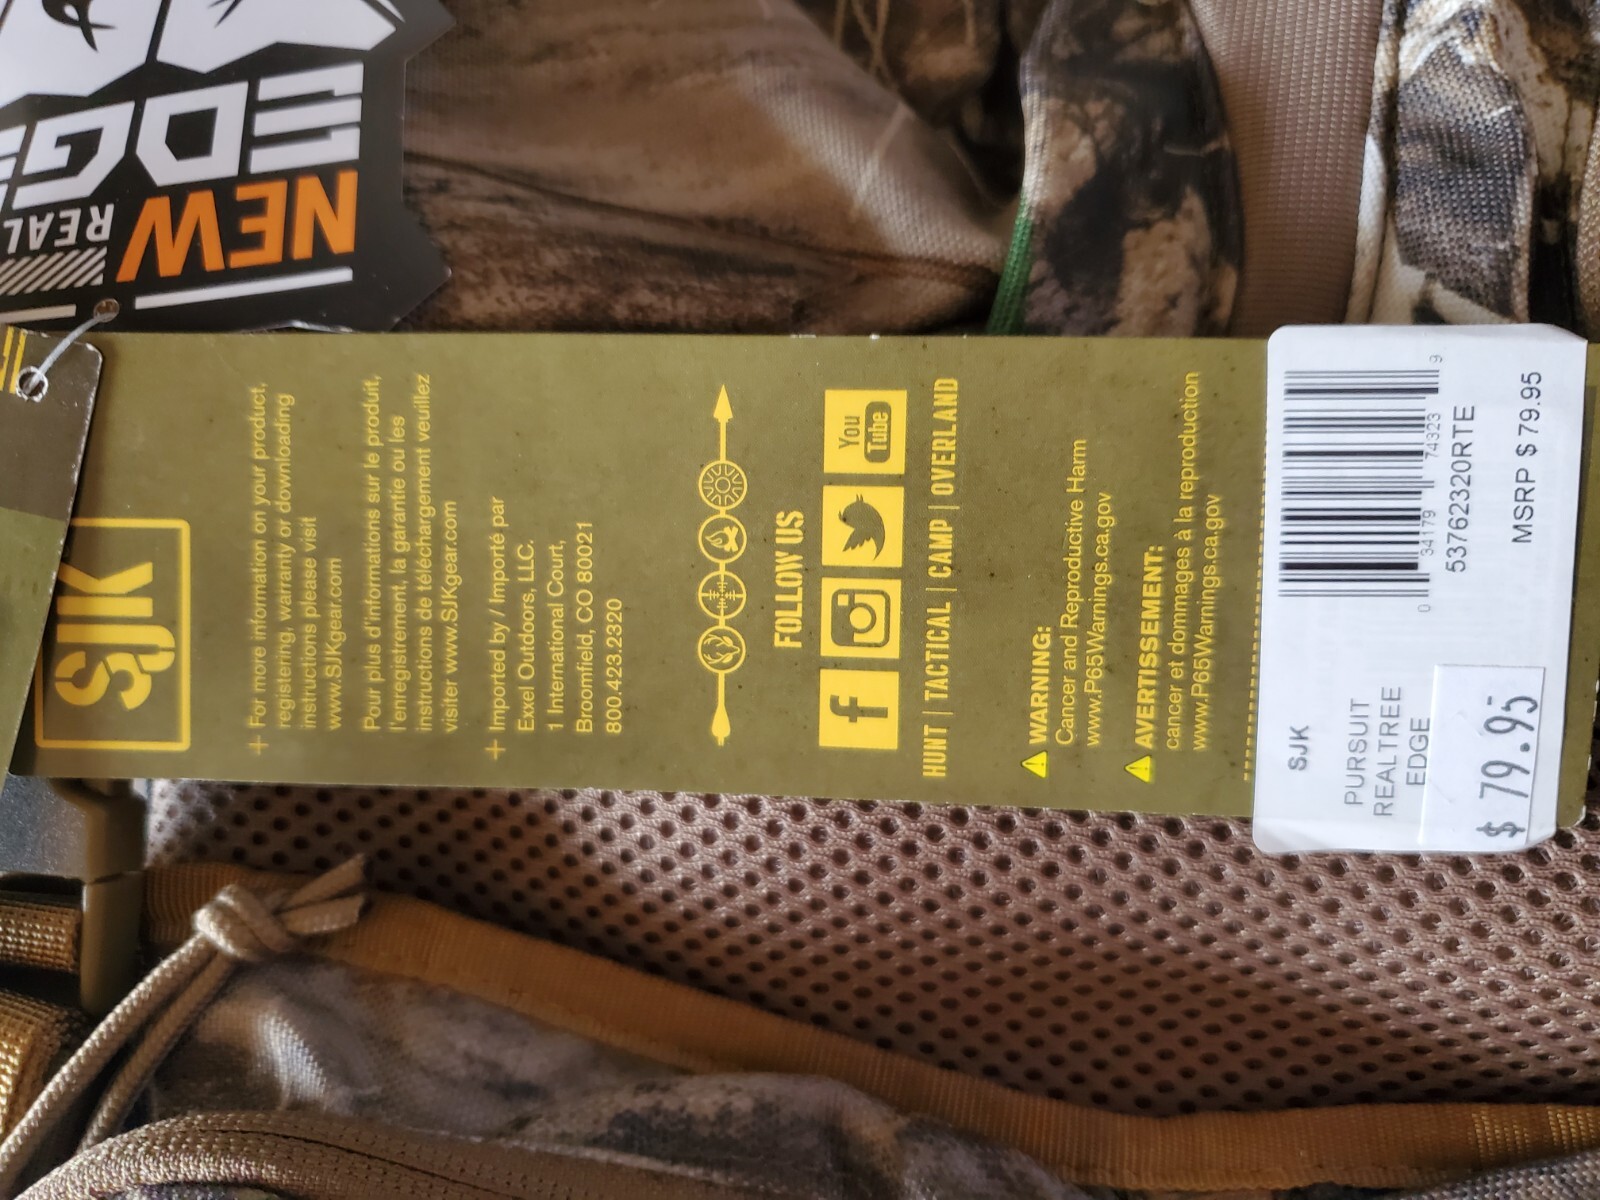 NEW
REAL
EDG
SJK
+ For more information on your product,
registering, warranty or downloading
instructions please visit
www.SJKgear.com
Pour plus d'informations sur le produit,
l'enregistrement, la garantie ou les
instructions de téléchargement veuillez
visiter www.SJKgear.com
+ Imported by / Importé par
Exxel Outdoors, LLC.
1 International Court,
Broomfield, CO 80021
800.423.2320
FOLLOW US
f
You
Tube
HUNT | TACTICAL | CAMP | OVERLAND
WARNING:
Cancer and Reproductive Harm
www.P65Warnings.ca.gov
AVERTISSEMENT:
cancer et dommages à la reproduction
www.P65Warnings.ca.gov
SJK
0 34179 74323 9
53762320RTE
PURSUIT
REALTREE
EDGE
MSRP $ 79.95
$ 79.95